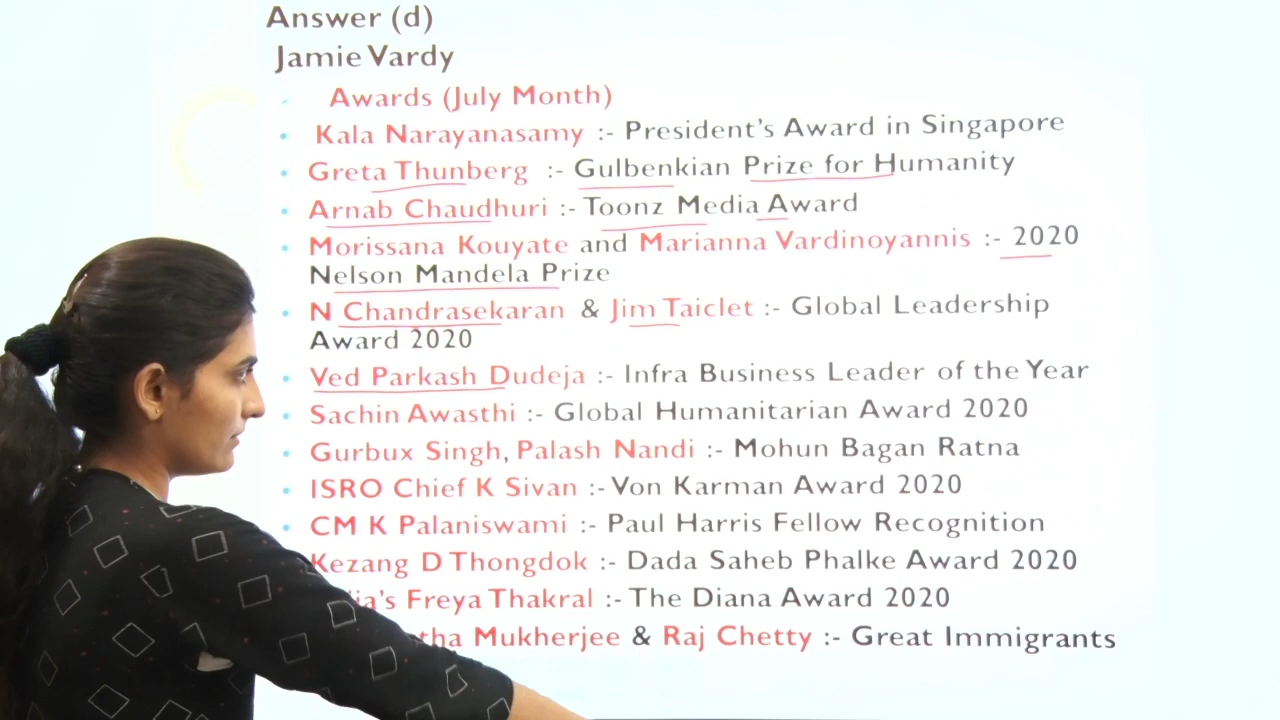 Answer (d)
Jamie Vardy
Awards (July Month)
Kala Narayanasamy :- President's Award in Singapore
Greta Thunberg :- Gulbenkian Prize for Humanity
Arnab Chaudhuri :- Toonz Media Award
Morissana Kouyate and Marianna Vardinoyannis :- 2020
Nelson Mandela Prize
N Chandrasekaran & Jim Taiclet :- Global Leadership
Award 2020
Ved Parkash Dudeja :- Infra Business Leader of the Year
Sachin Awasthi :- Global Humanitarian Award 2020
Gurbux Singh, Palash Nandi :- Mohun Bagan Ratna
ISRO Chief K Sivan :- Von Karman Award 2020
CM K Palaniswami :- Paul Harris Fellow Recognition
Kezang D Thongdok :- Dada Saheb Phalke Award 2020
Freya Thakral :- The Diana Award 2020
Mukherjee & Raj Chetty :- Great Immigrants